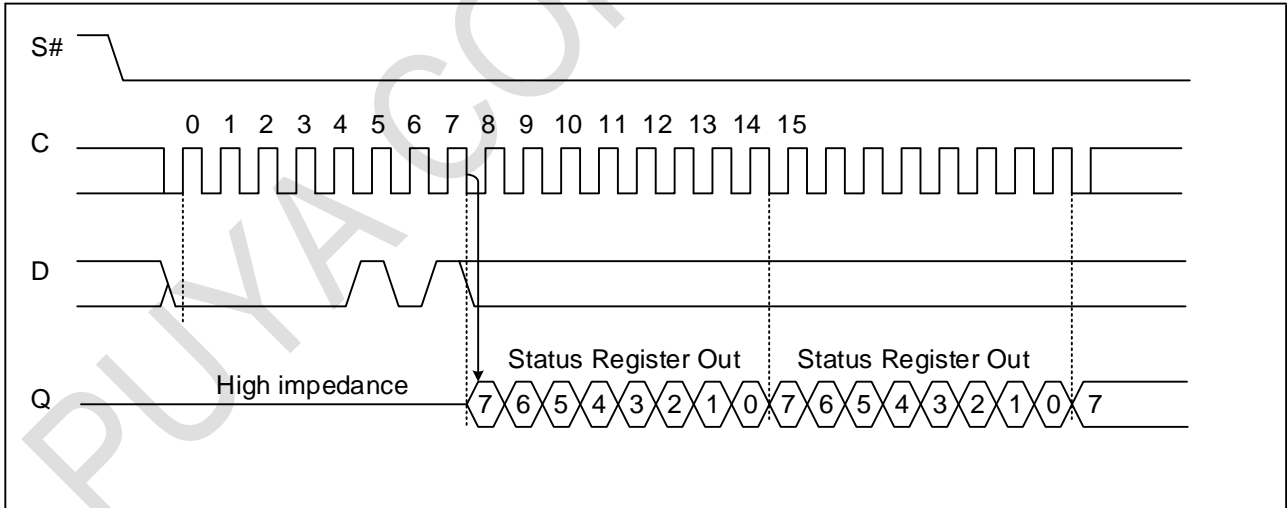 PUYA CO
S#
0 1 2 3 4 5 6 7 8 9 10 11 12 13 14 15
C
D
Status Register Out Status Register Out
High impedance
Q
7 6 5 4 3 2 1 0 7 6 5 4 3 2 1 0 7